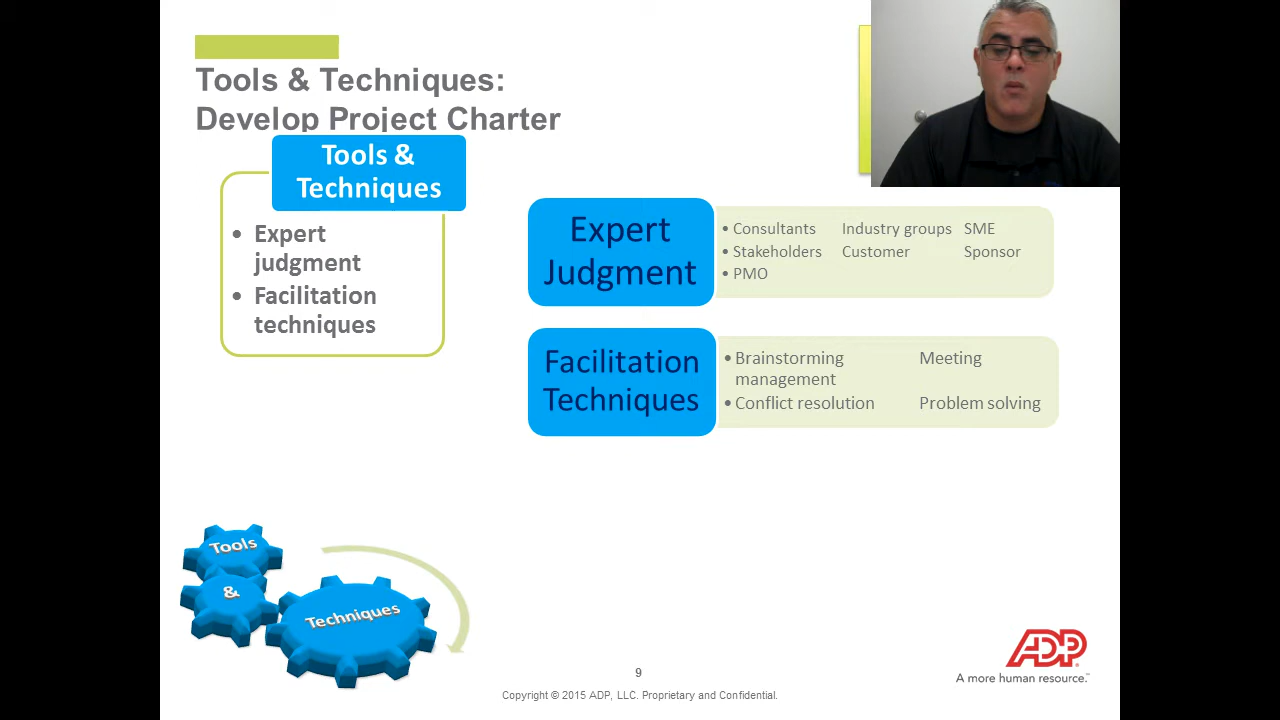 Tools & Techniques:
Develop Project Charter
Tools &
Techniques
• Expert
judgment
• Facilitation
techniques
Expert
Judgment
• Consultants Industry groups SME
• Stakeholders Customer Sponsor
• PMO
Facilitation
Techniques
• Brainstorming Meeting
management
• Conflict resolution Problem solving
Tools
&
Techniques
ADP
A more human resource.™
9
Copyright © 2015 ADP, LLC. Proprietary and Confidential.